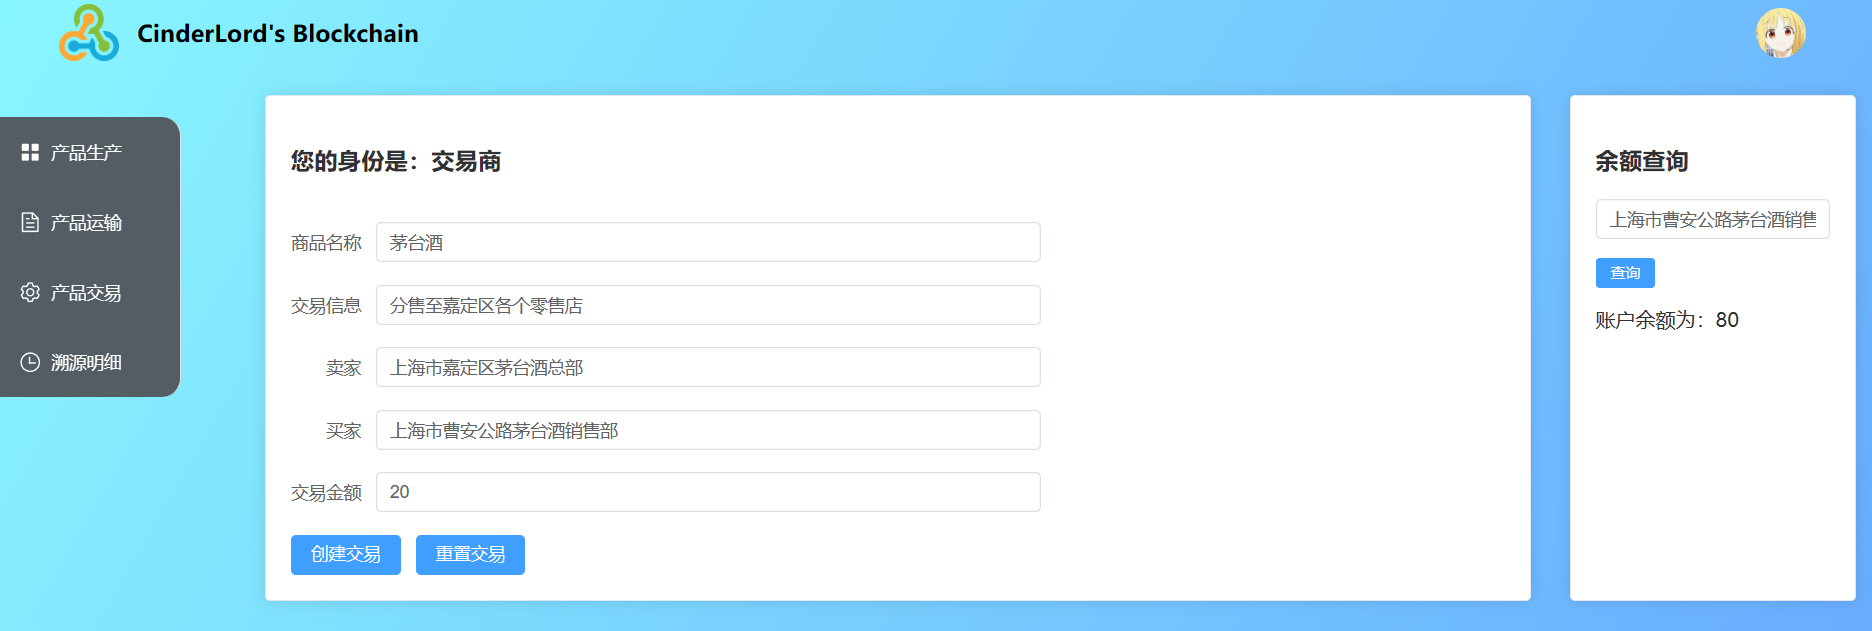 CinderLord's Blockchain
产品生产
产品运输
产品交易
溯源明细
您的身份是：交易商
商品名称 茅台酒
交易信息 分售至嘉定区各个零售店
卖家 上海市嘉定区茅台酒总部
买家 上海市曹安公路茅台酒销售部
交易金额 20
创建交易 重置交易
余额查询
上海市曹安公路茅台酒销售
查询
账户余额为：80